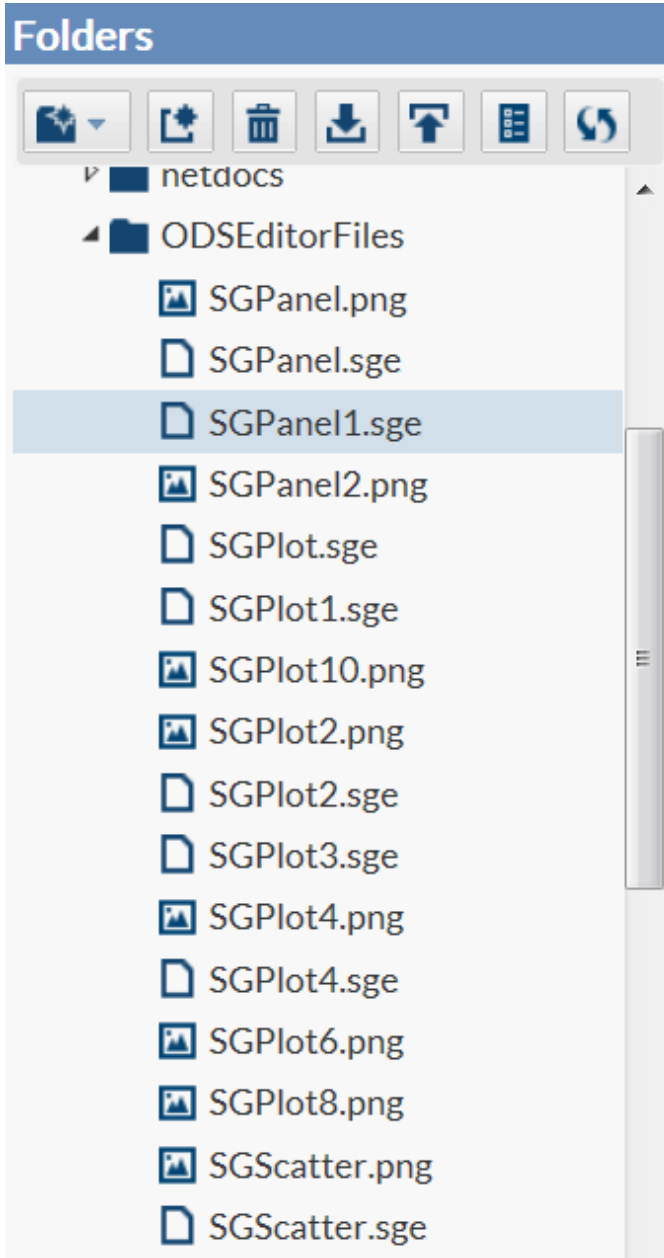 Folders
netdocs
ODSEditorFiles
SGPanel.png
SGPanel.sge
SGPanel1.sge
SGPanel2.png
SGPlot.sge
SGPlot1.sge
SGPlot10.png
SGPlot2.png
SGPlot2.sge
SGPlot3.sge
SGPlot4.png
SGPlot4.sge
SGPlot6.png
SGPlot8.png
SGScatter.png
SGScatter.sge